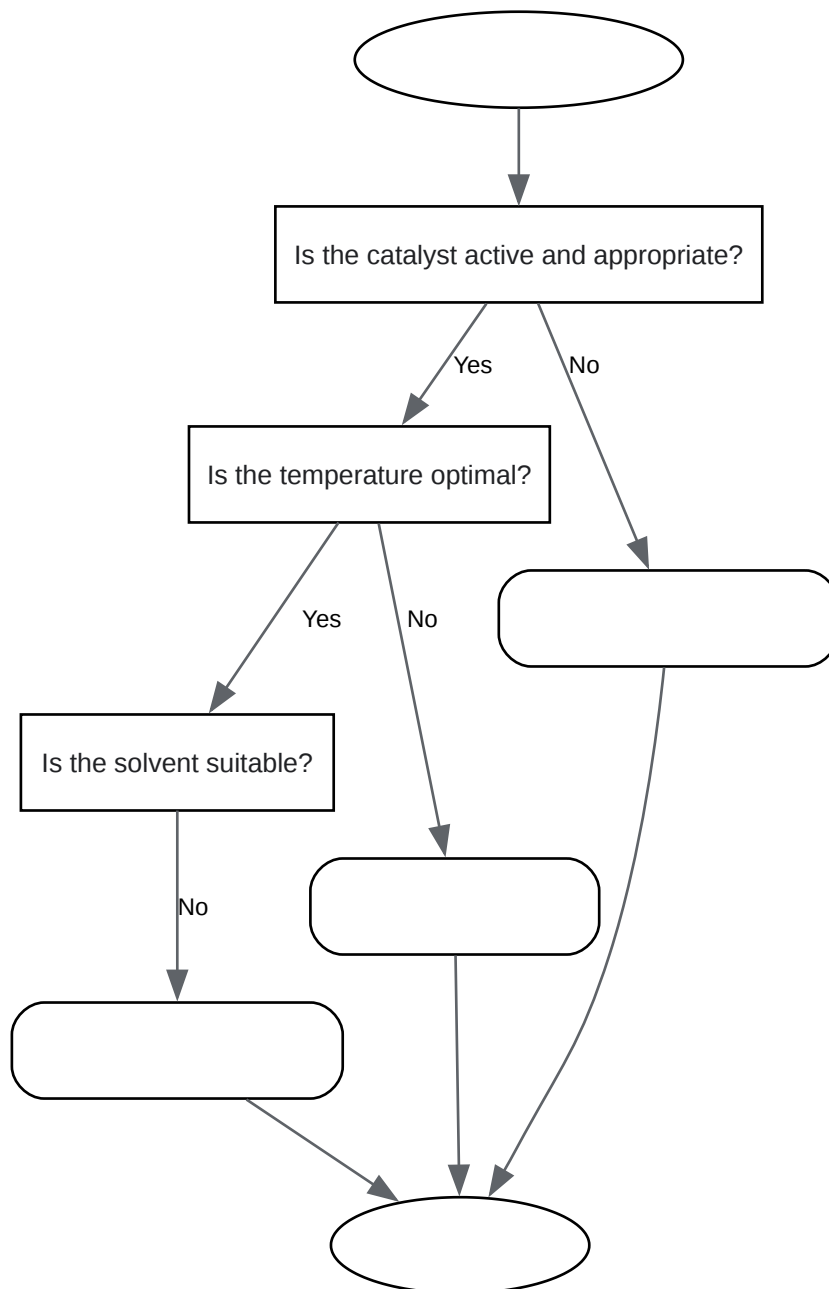 Is the catalyst active and appropriate?
Yes
No
Is the temperature optimal?
Yes
No
Is the solvent suitable?
No